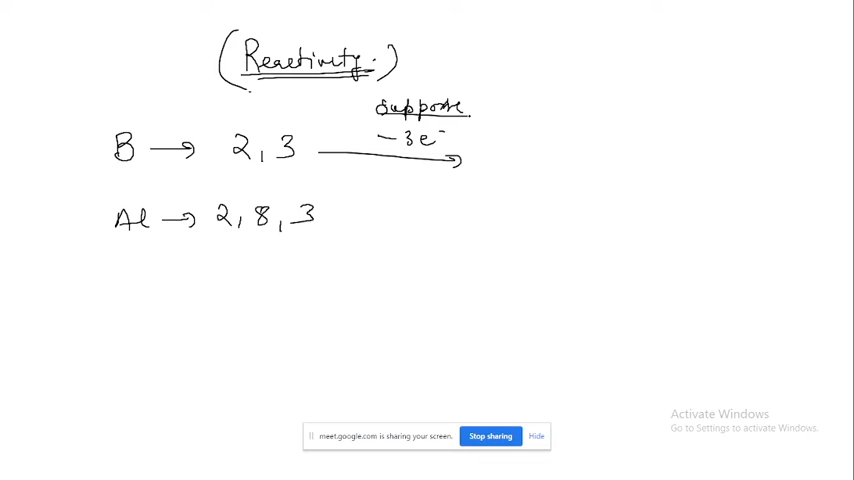 (Reactivity.)
suppose.
B → 2, 3 −3e⁻ →
Al → 2, 8, 3
Activate Windows
Go to Settings to activate Windows.
meet.google.com is sharing your screen. Stop sharing Hide